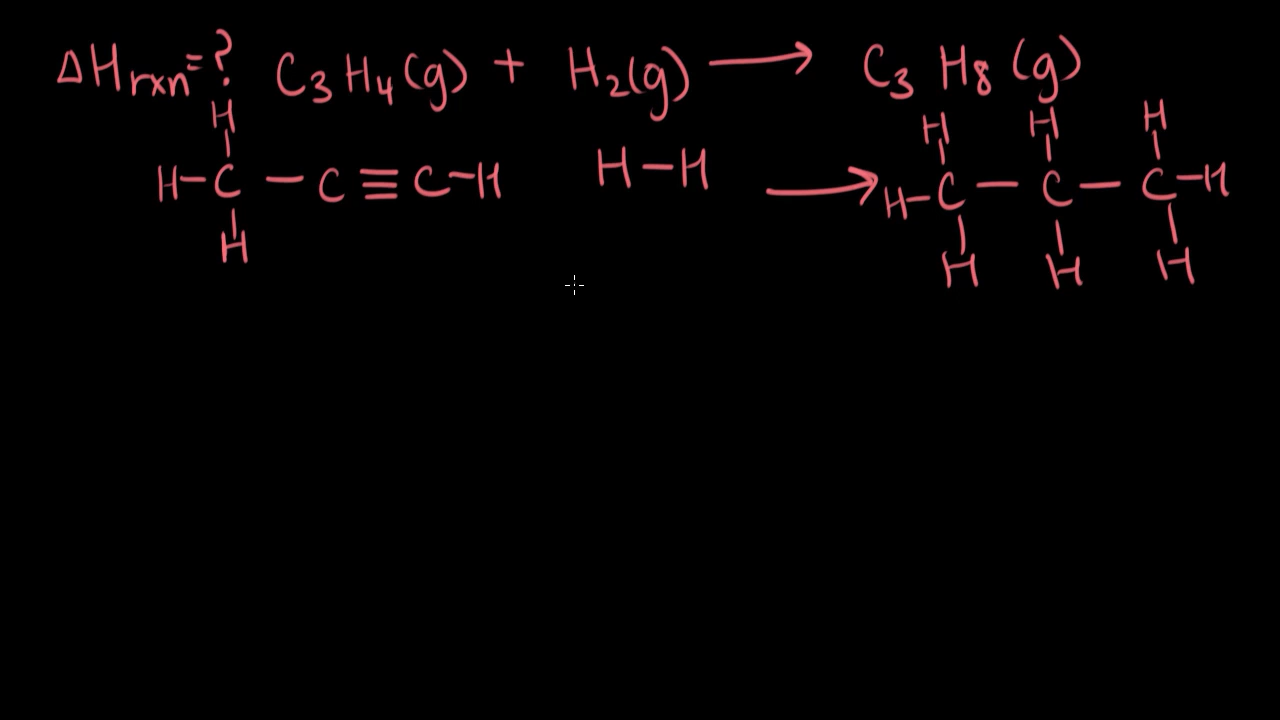 ΔHrxn=? C₃H₄(g) + H₂(g) ⟶ C₃H₈(g)
H H H H
H-C-C≡C-H H-H ⟶ H-C-C-C-H
H H H H